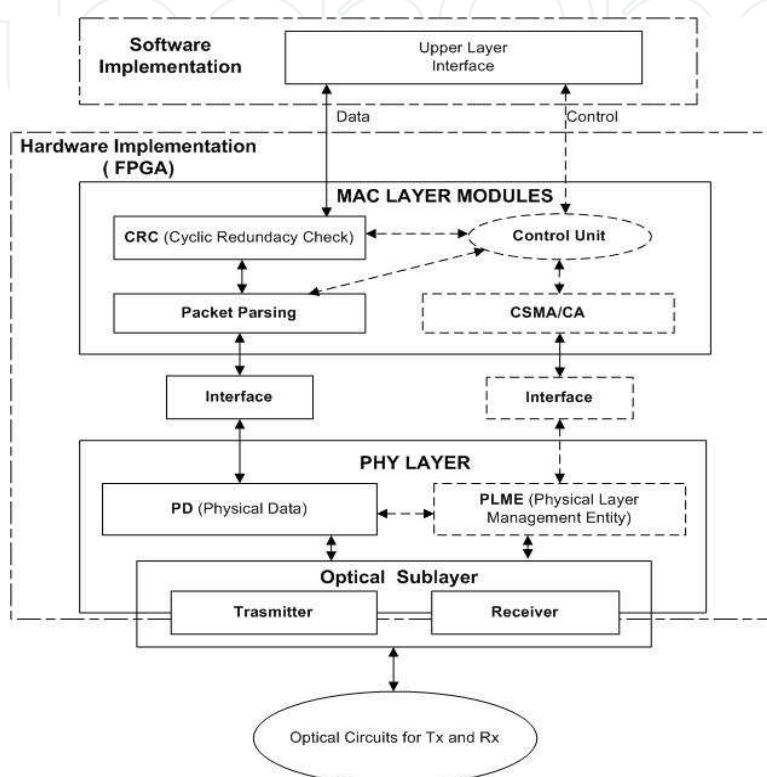 Software
Implementation
Upper Layer
Interface
Data
Control
Hardware Implementation
( FPGA)
MAC LAYER MODULES
CRC (Cyclic Redundancy Check)
Control Unit
Packet Parsing
CSMA/CA
Interface
Interface
PHY LAYER
PD (Physical Data)
PLME (Physical Layer
Management Entity)
Optical Sublayer
Trasmitter
Receiver
Optical Circuits for Tx and Rx